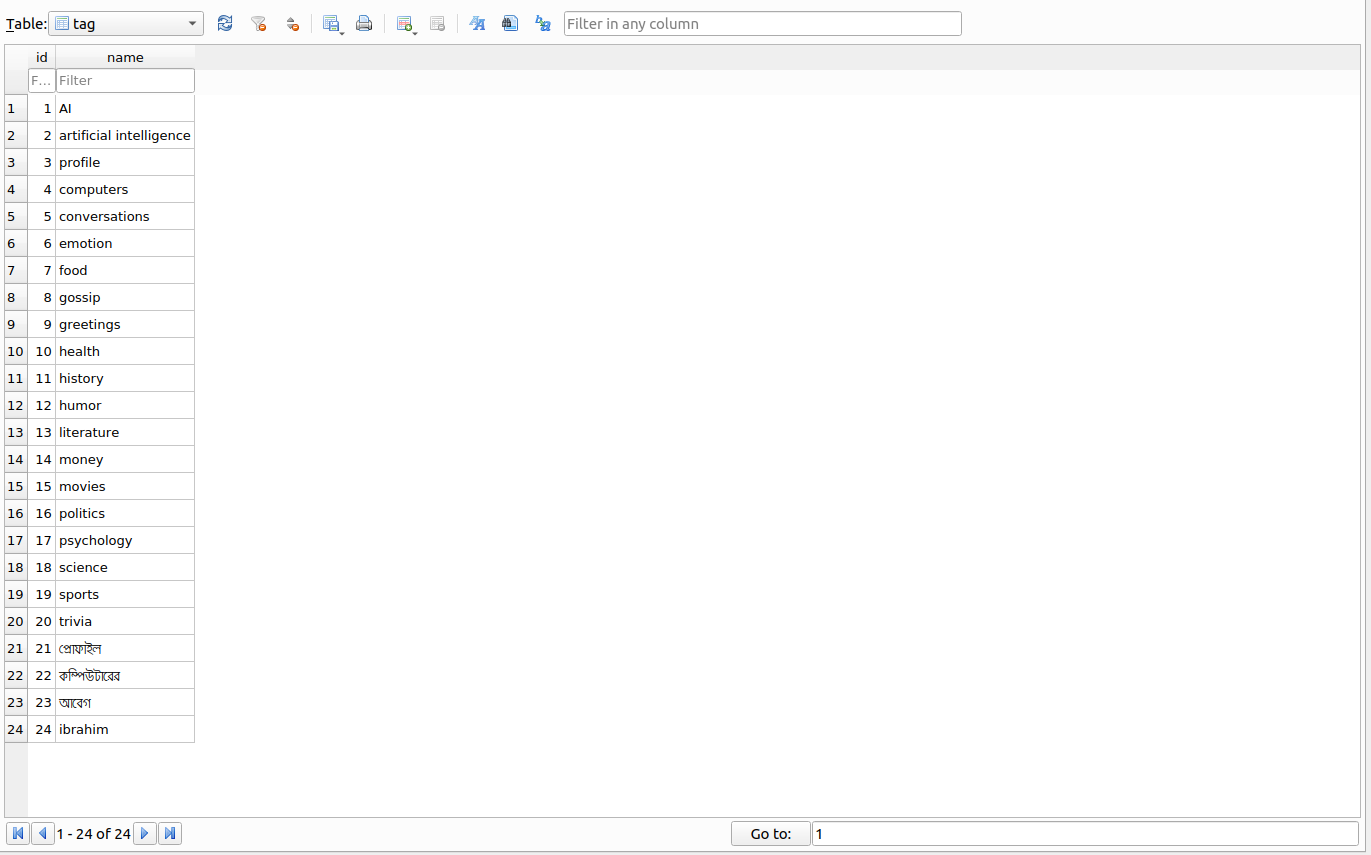 Table: tag Filter in any column
id name
F... Filter
1 1 AI
2 2 artificial intelligence
3 3 profile
4 4 computers
5 5 conversations
6 6 emotion
7 7 food
8 8 gossip
9 9 greetings
10 10 health
11 11 history
12 12 humor
13 13 literature
14 14 money
15 15 movies
16 16 politics
17 17 psychology
18 18 science
19 19 sports
20 20 trivia
21 21 প্রোফাইল
22 22 কম্পিউটারের
23 23 আবেগ
24 24 ibrahim
1 - 24 of 24 Go to: 1